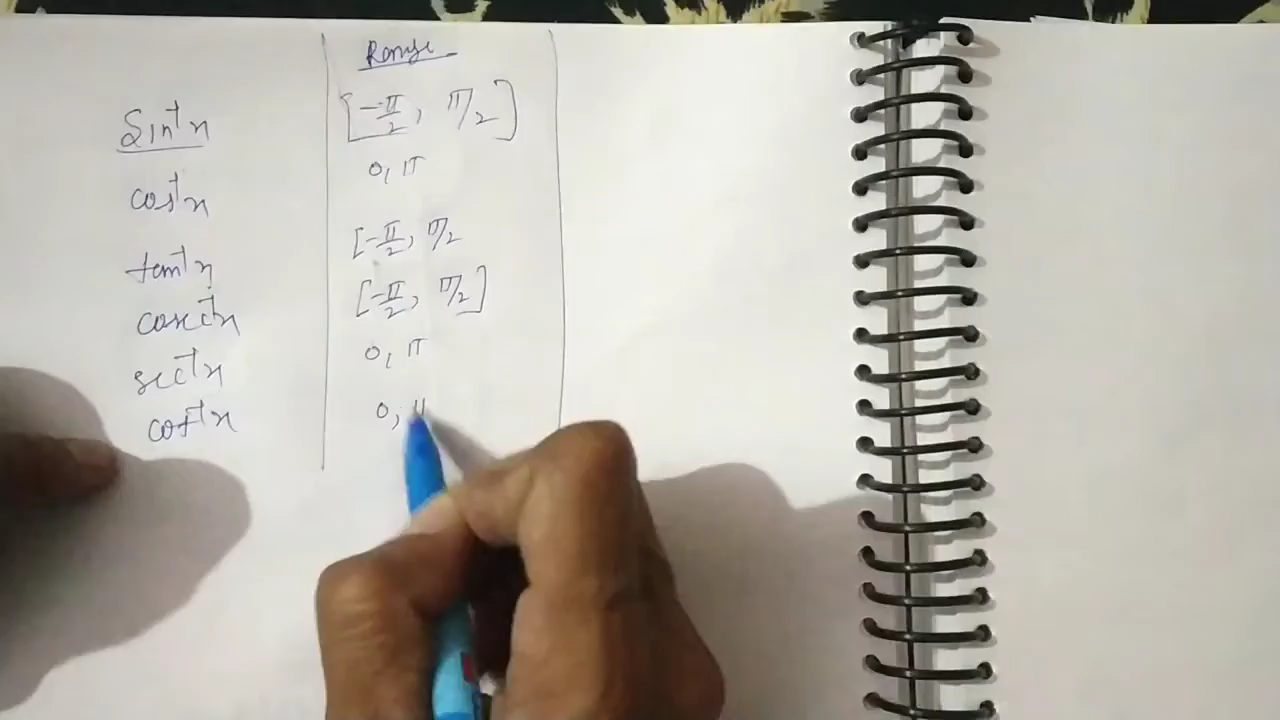 Range
Sin⁻¹x [-π/2, π/2]
cos⁻¹x 0, π
tan⁻¹x [-π/2, π/2
cosec⁻¹x [-π/2, π/2]
sec⁻¹x 0, π
cot⁻¹x 0,